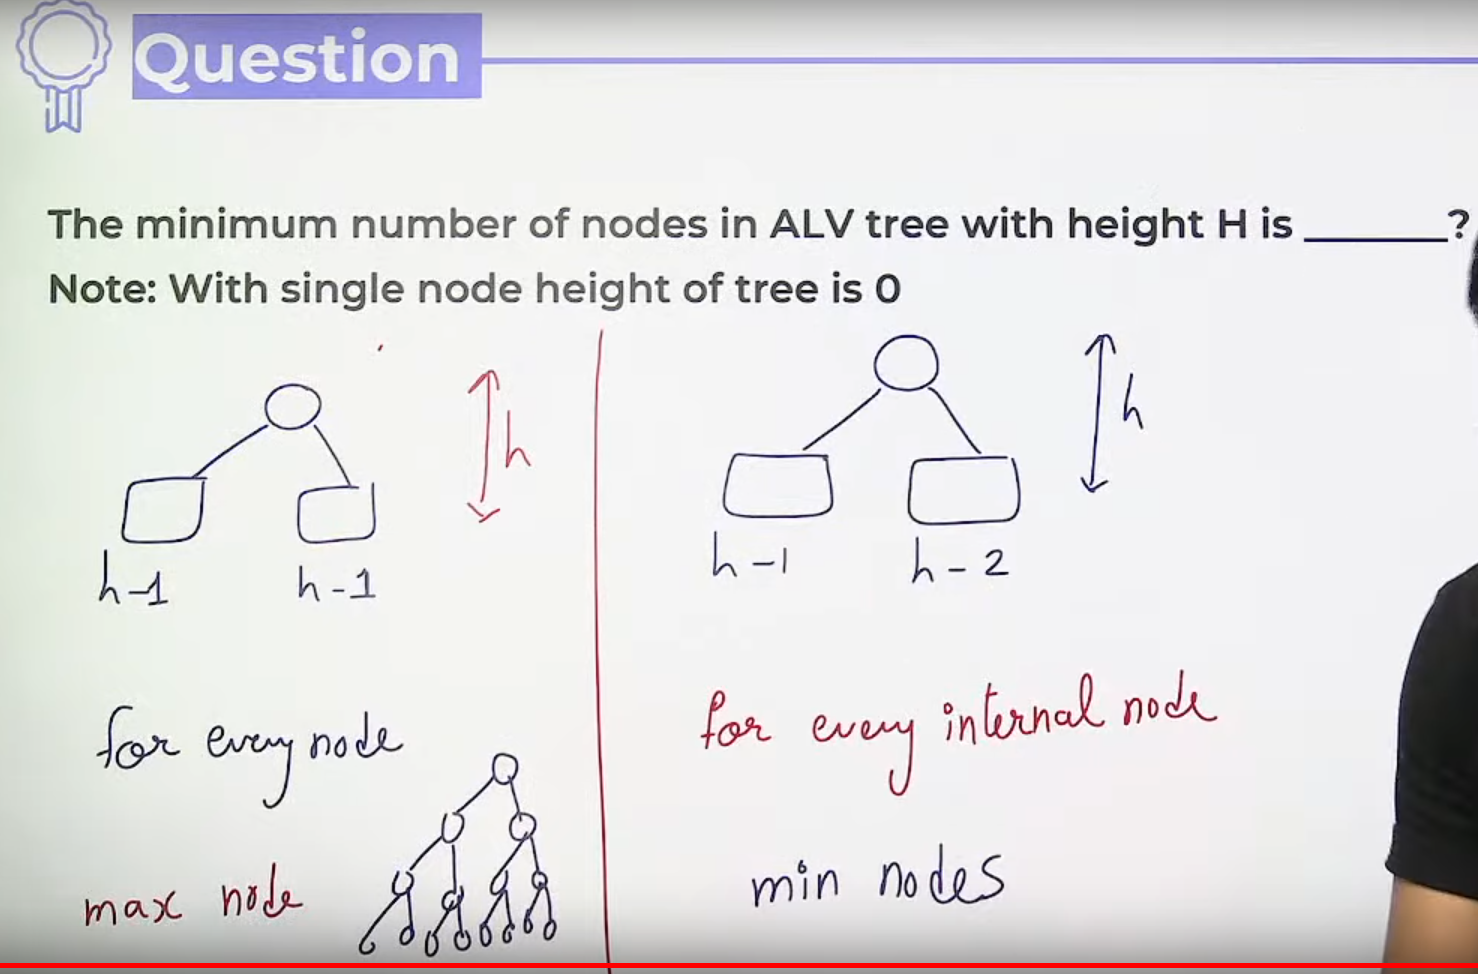 Question
The minimum number of nodes in ALV tree with height H is ______?
Note: With single node height of tree is 0
h
h-1
h-1
for every node
max node
h
h-1
h-2
for every internal node
min nodes